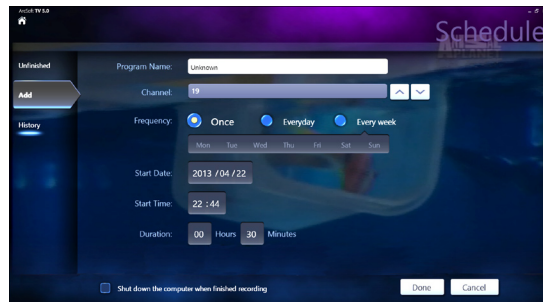 ArcSoft TV 5.0
Schedule
ANIMAL PLANET
Unfinished
Add
History
Program Name: Unknown
Channel: 19
Frequency: Once Everyday Every week
Mon Tue Wed Thu Fri Sat Sun
Start Date: 2013 /04 /22
Start Time: 22 :44
Duration: 00 Hours 30 Minutes
Shut down the computer when finished recording
Done Cancel